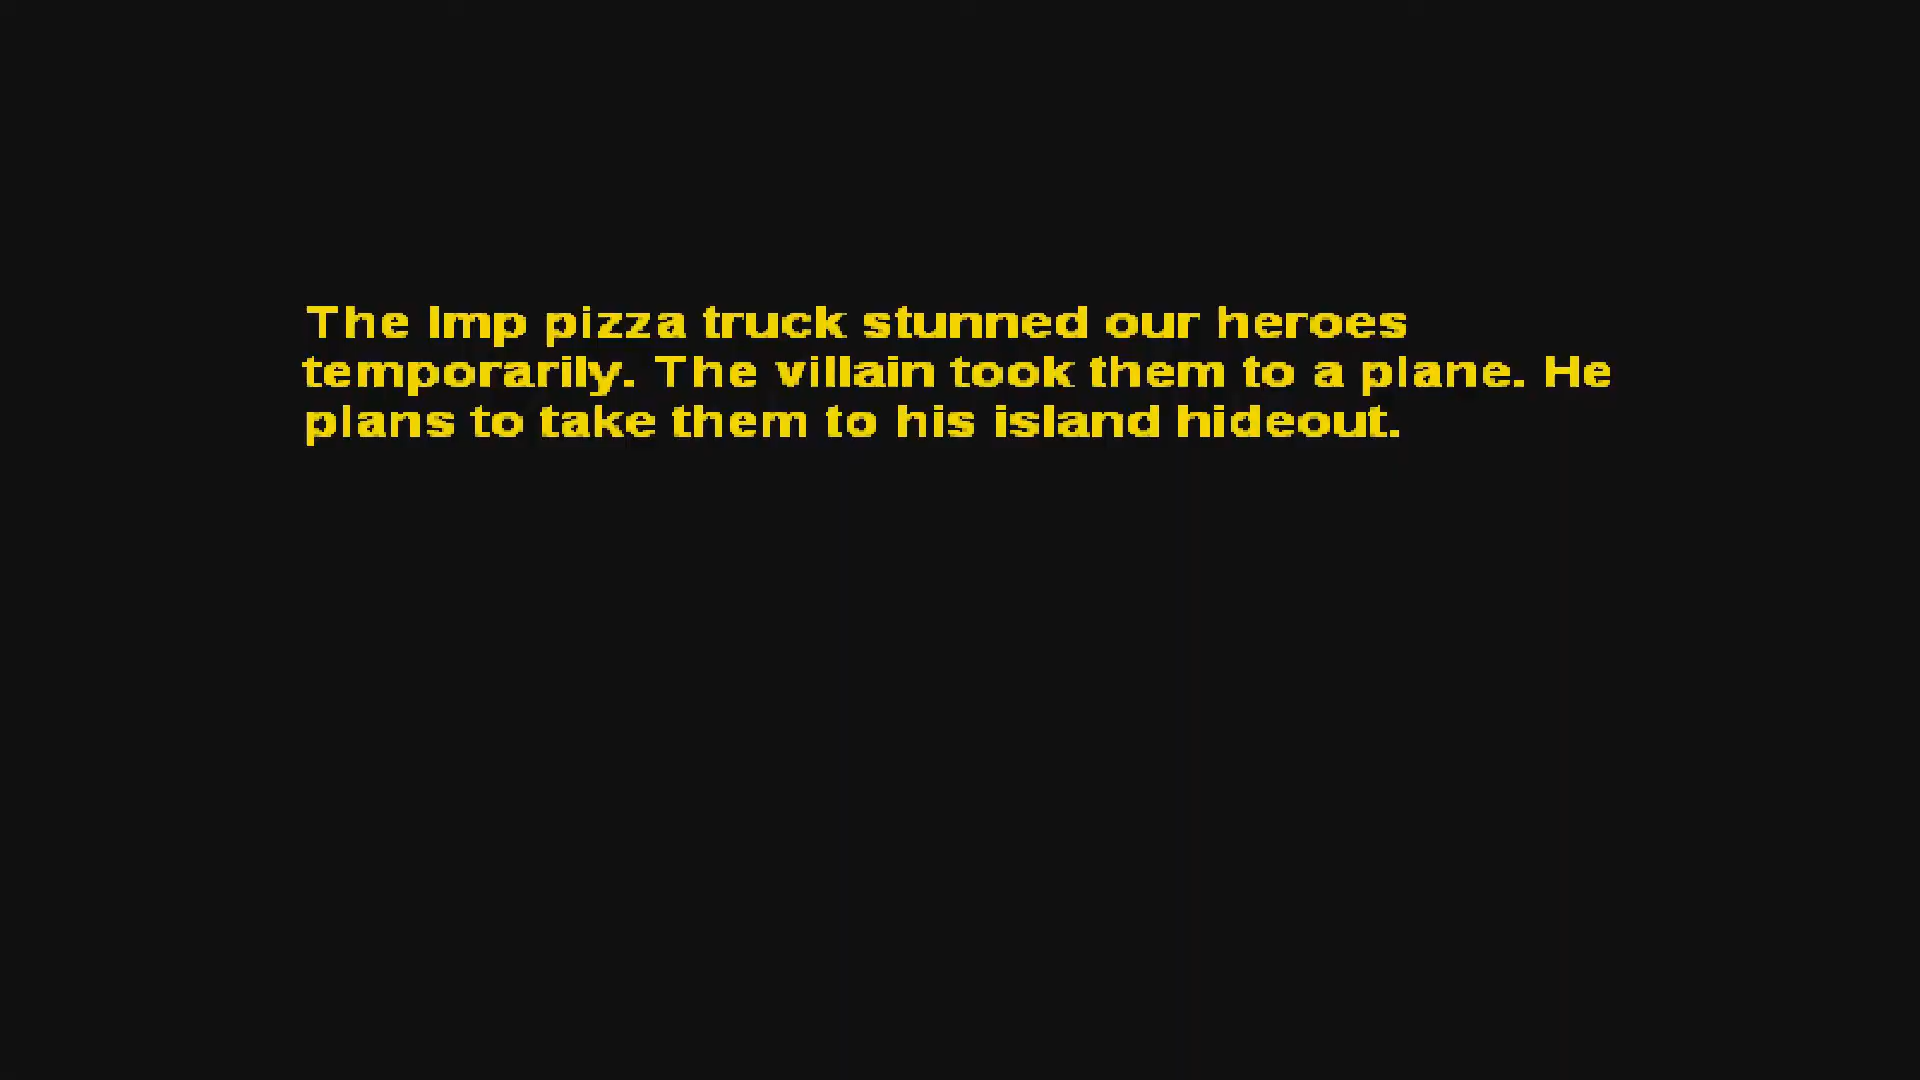 The Imp pizza truck stunned our heroes
temporarily. The villain took them to a plane. He
plans to take them to his island hideout.